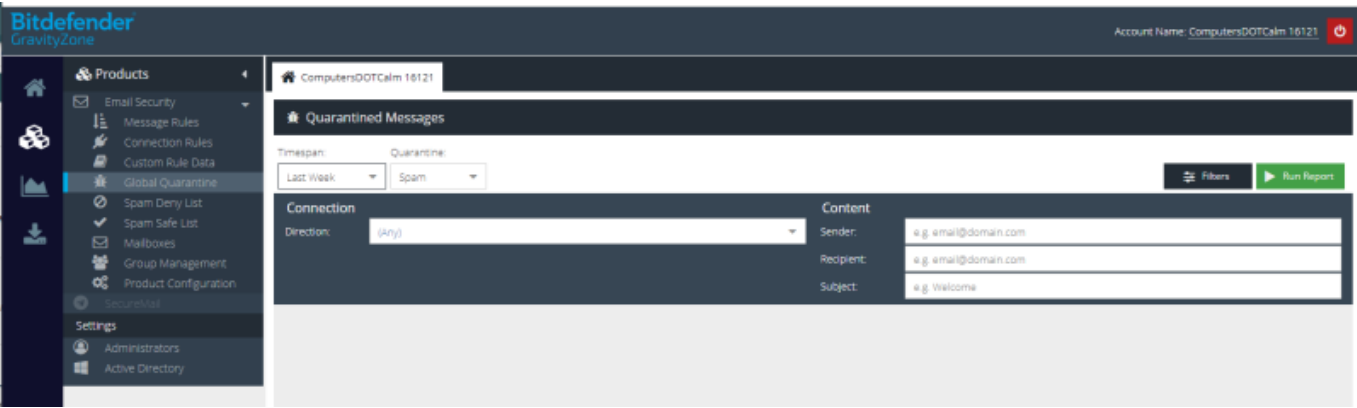 Bitdefender
GravityZone
Account Name: ComputersDOTCalm 16121
Products
ComputersDOTCalm 16121
Email Security
Message Rules
Connection Rules
Custom Rule Data
Global Quarantine
Spam Deny List
Spam Safe List
Mailboxes
Group Management
Product Configuration
SecureMail
Settings
Administrators
Active Directory
Quarantined Messages
Timespan: Quarantine:
Last Week Spam
Filters Run Report
Connection Content
Direction: (Any) Sender: e.g. email@domain.com
Recipient: e.g. email@domain.com
Subject: e.g. Welcome